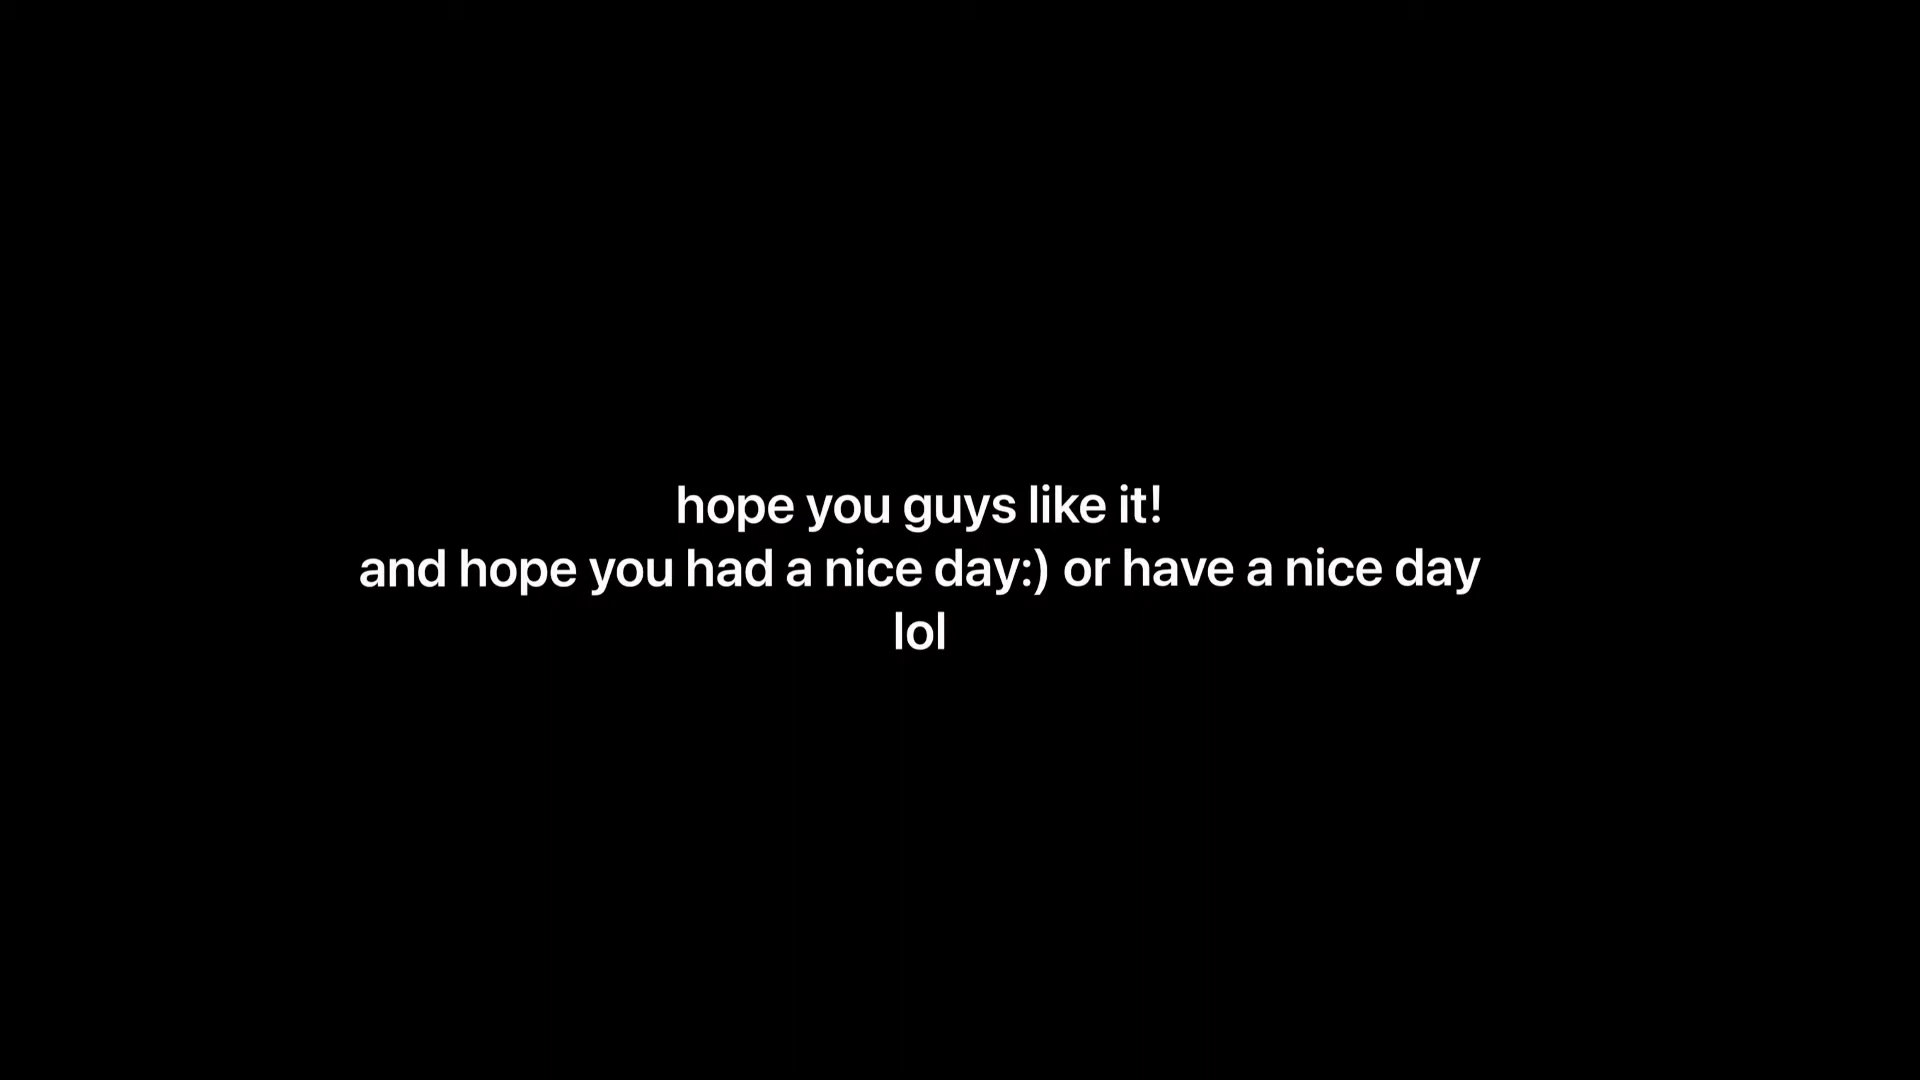 hope you guys like it!
and hope you had a nice day:) or have a nice day
lol